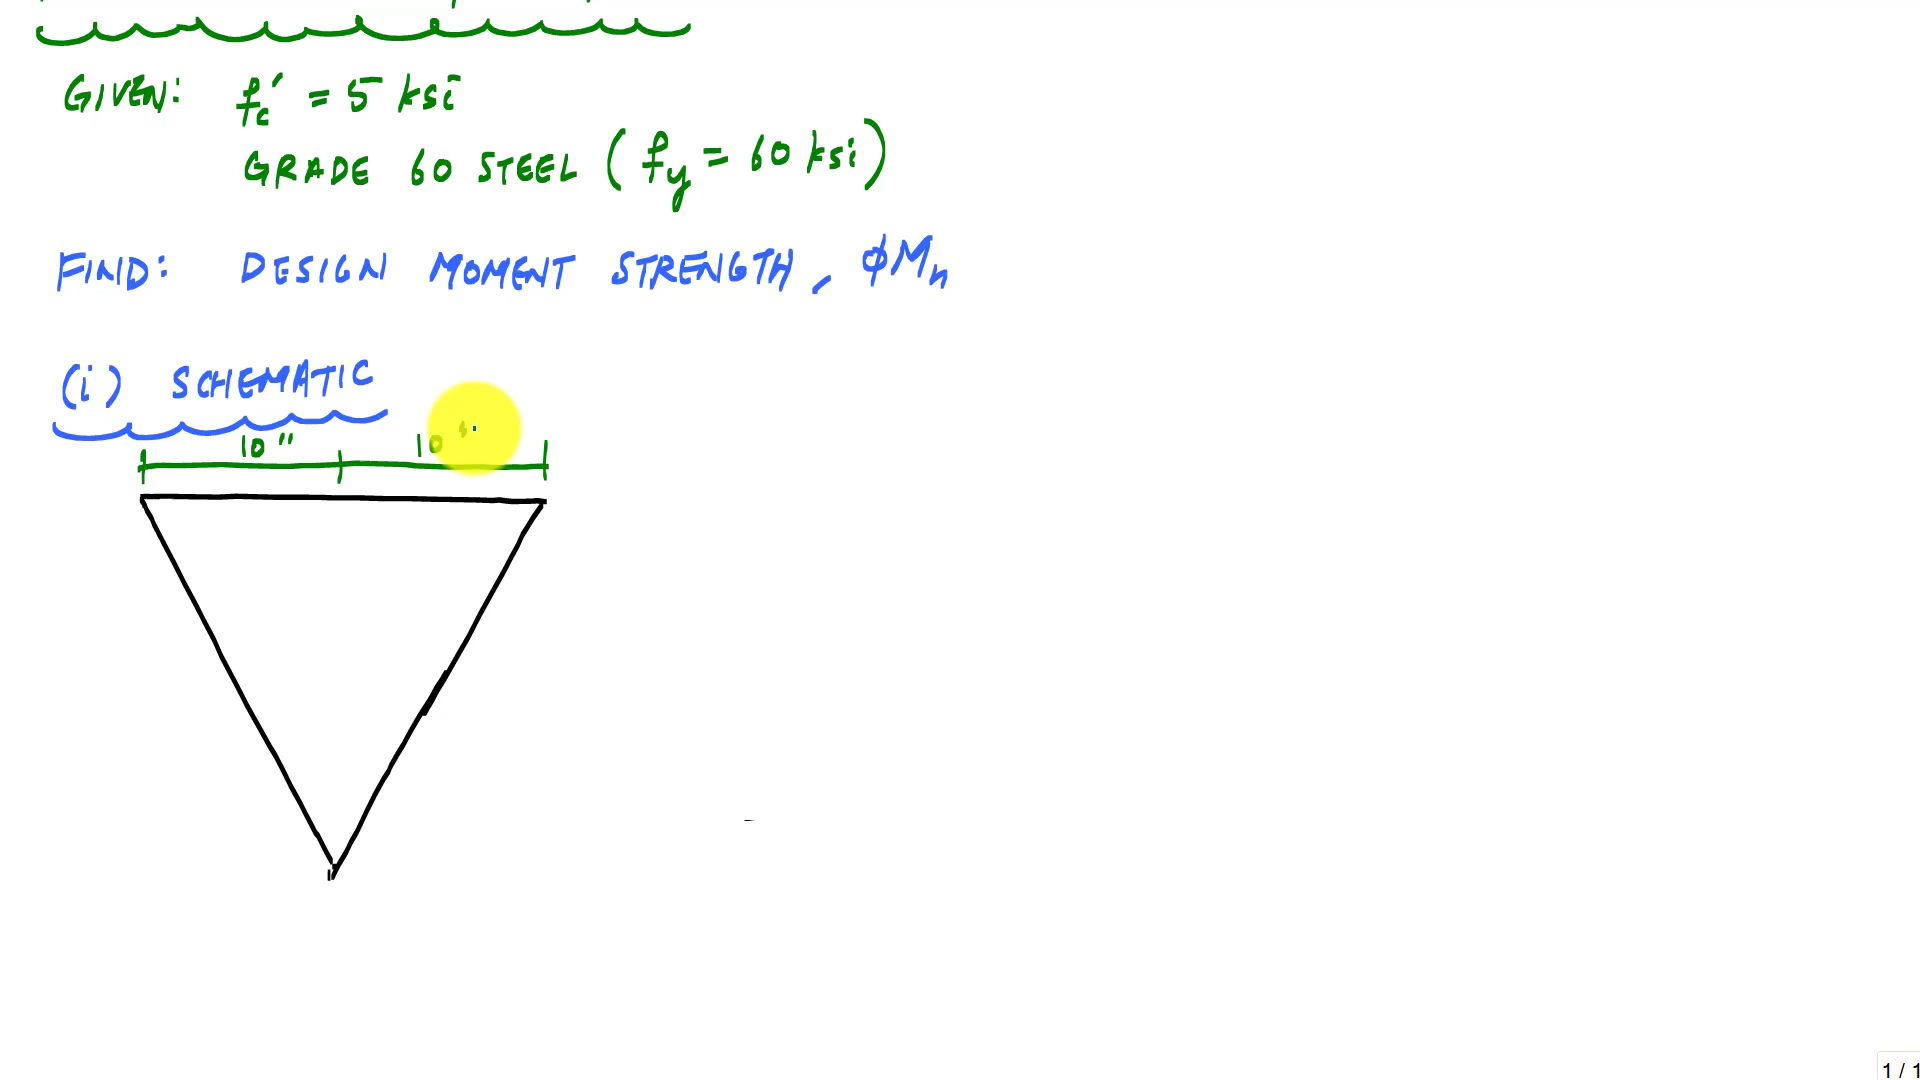 GIVEN: fc' = 5 ksi
GRADE 60 STEEL (fy = 60 ksi)
FIND: DESIGN MOMENT STRENGTH, ϕMn
(i) SCHEMATIC
10" 10
1 / 1